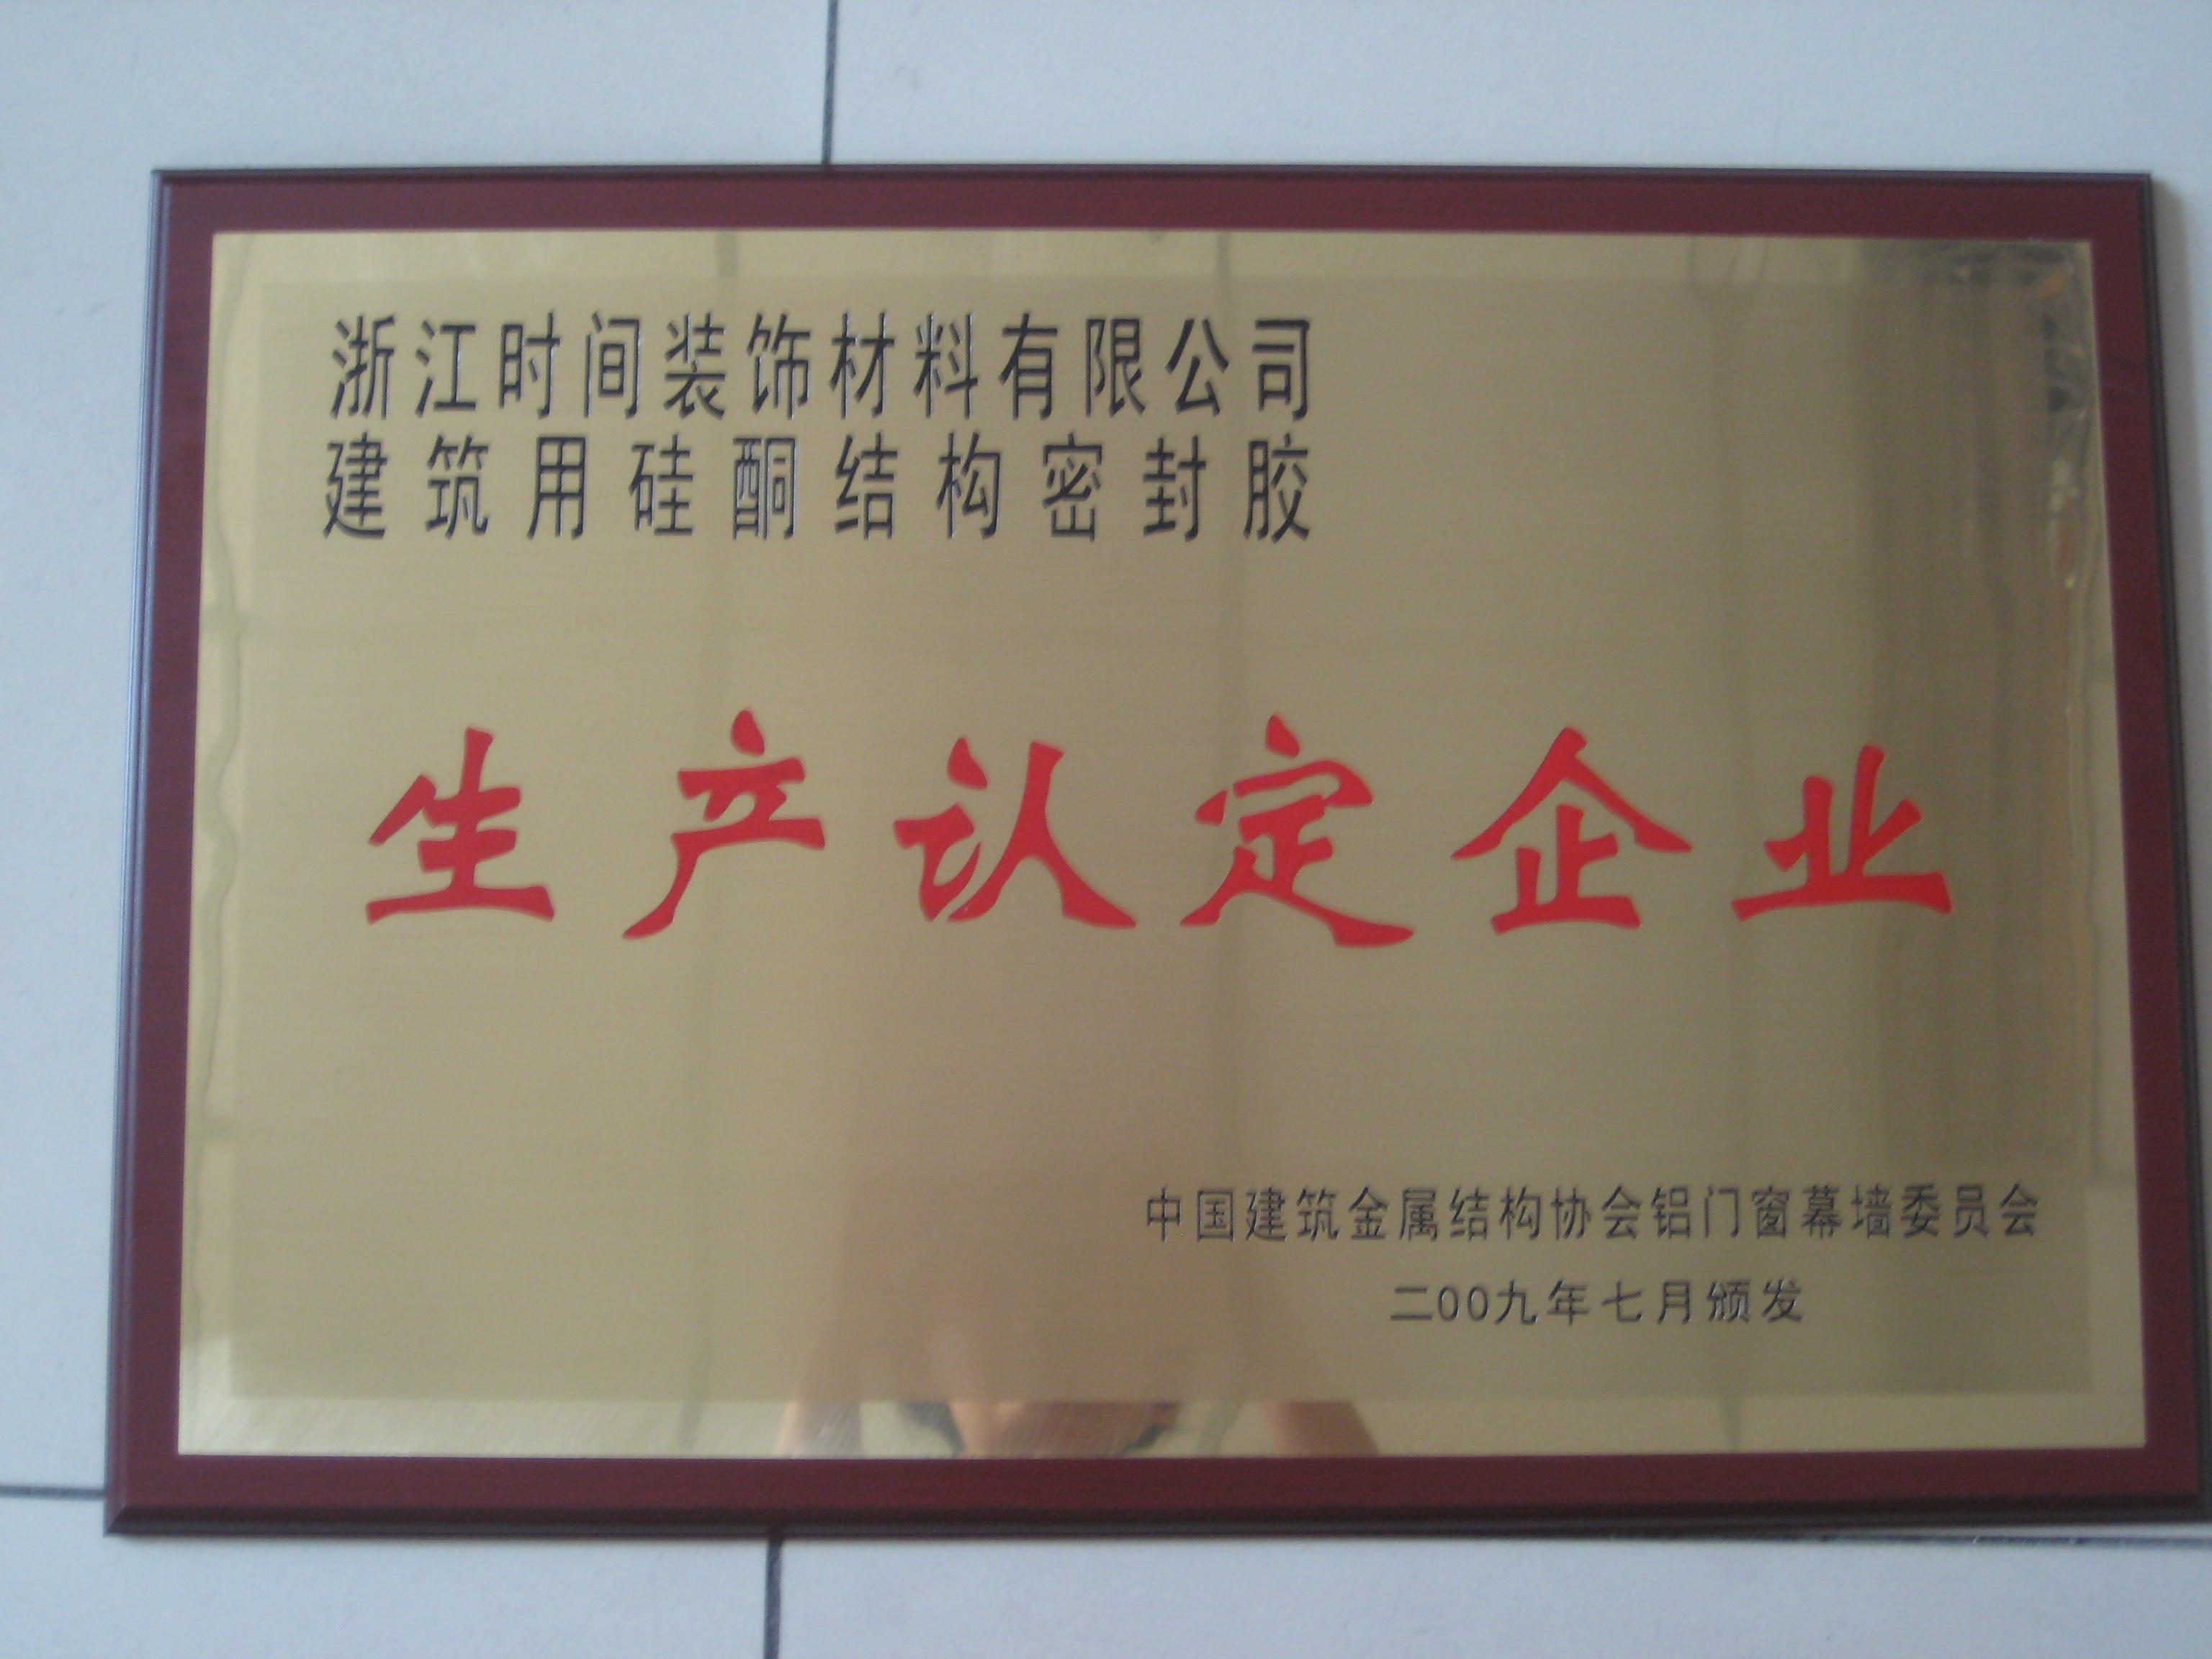 浙江时间装饰材料有限公司
建筑用硅酮结构密封胶
生产认定企业
中国建筑金属结构协会铝门窗幕墙委员会
二00九年七月颁发